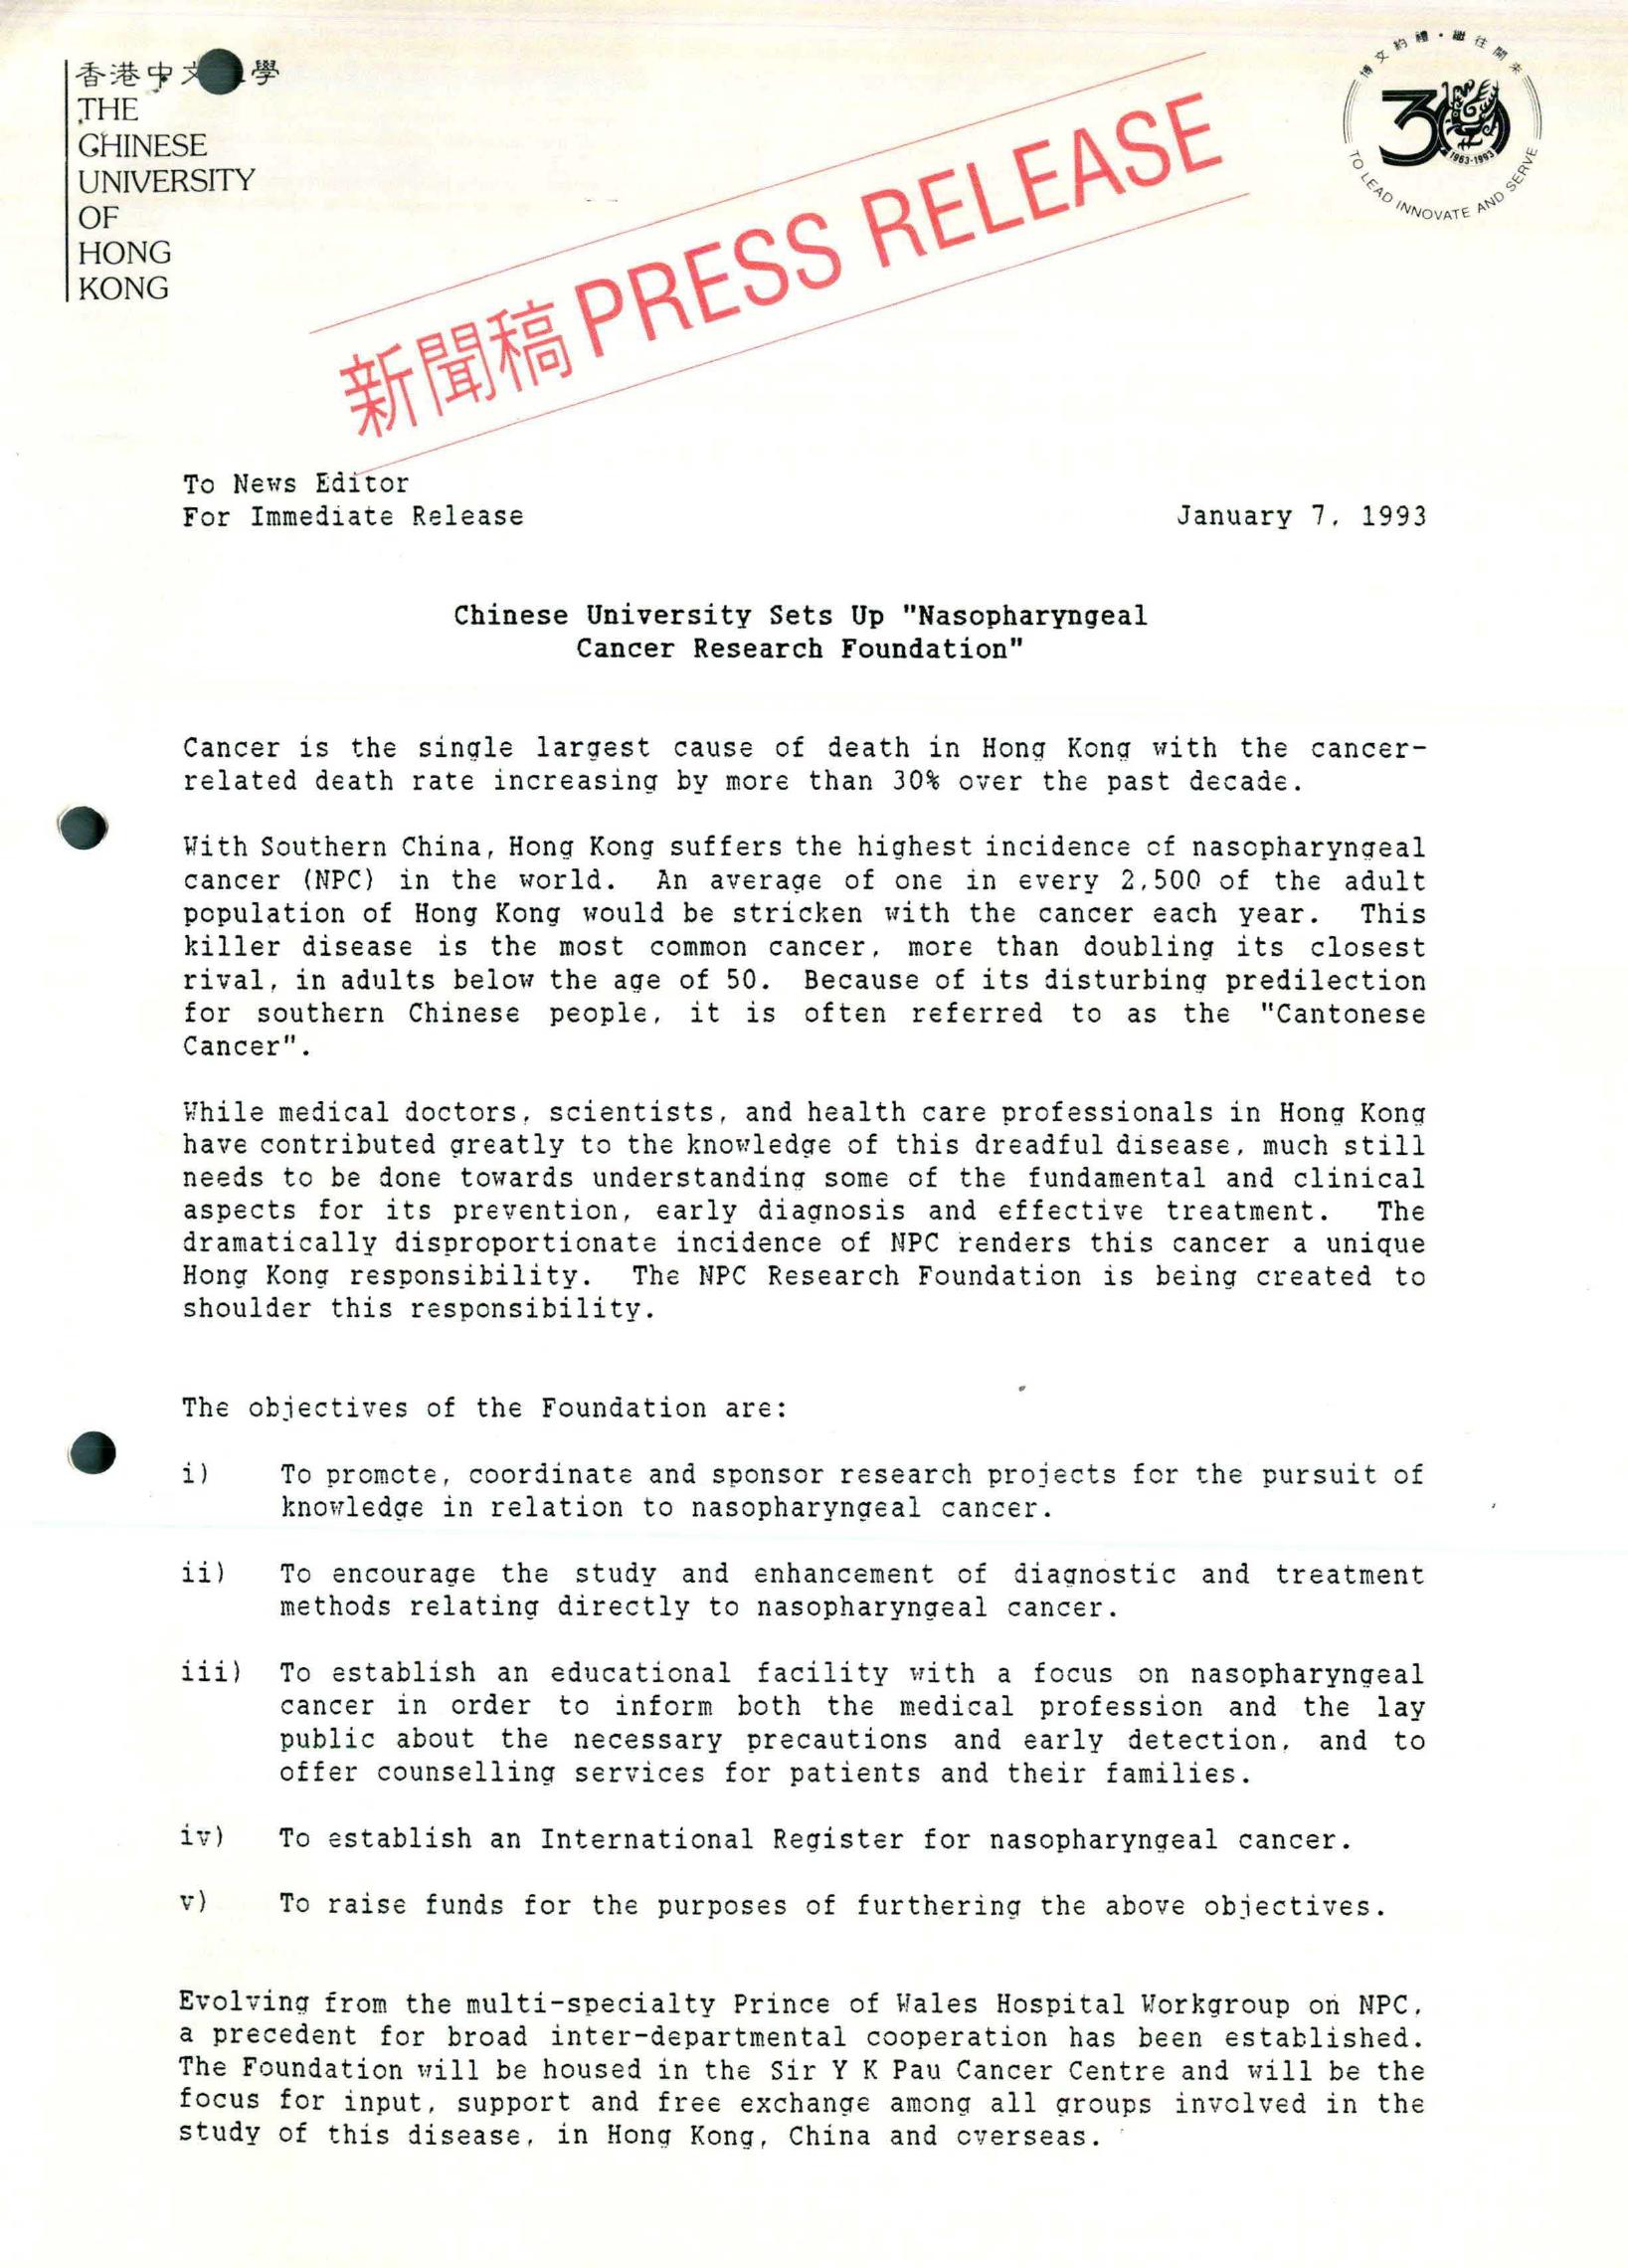 香港中文學
THE
CHINESE
UNIVERSITY
OF
HONG
KONG
博文約禮・繼往開來
30
1963-1993
TO LEAD INNOVATE AND SERVE
新聞稿 PRESS RELEASE
To News Editor
For Immediate Release January 7, 1993
Chinese University Sets Up "Nasopharyngeal
Cancer Research Foundation"
Cancer is the single largest cause of death in Hong Kong with the cancer-
related death rate increasing by more than 30% over the past decade.
With Southern China, Hong Kong suffers the highest incidence of nasopharyngeal
cancer (NPC) in the world. An average of one in every 2,500 of the adult
population of Hong Kong would be stricken with the cancer each year. This
killer disease is the most common cancer, more than doubling its closest
rival, in adults below the age of 50. Because of its disturbing predilection
for southern Chinese people, it is often referred to as the "Cantonese
Cancer".
While medical doctors, scientists, and health care professionals in Hong Kong
have contributed greatly to the knowledge of this dreadful disease, much still
needs to be done towards understanding some of the fundamental and clinical
aspects for its prevention, early diagnosis and effective treatment. The
dramatically disproportionate incidence of NPC renders this cancer a unique
Hong Kong responsibility. The NPC Research Foundation is being created to
shoulder this responsibility.
The objectives of the Foundation are:
i) To promote, coordinate and sponsor research projects for the pursuit of
knowledge in relation to nasopharyngeal cancer.
ii) To encourage the study and enhancement of diagnostic and treatment
methods relating directly to nasopharyngeal cancer.
iii) To establish an educational facility with a focus on nasopharyngeal
cancer in order to inform both the medical profession and the lay
public about the necessary precautions and early detection, and to
offer counselling services for patients and their families.
iv) To establish an International Register for nasopharyngeal cancer.
v) To raise funds for the purposes of furthering the above objectives.
Evolving from the multi-specialty Prince of Wales Hospital Workgroup on NPC,
a precedent for broad inter-departmental cooperation has been established.
The Foundation will be housed in the Sir Y K Pau Cancer Centre and will be the
focus for input, support and free exchange among all groups involved in the
study of this disease, in Hong Kong, China and overseas.